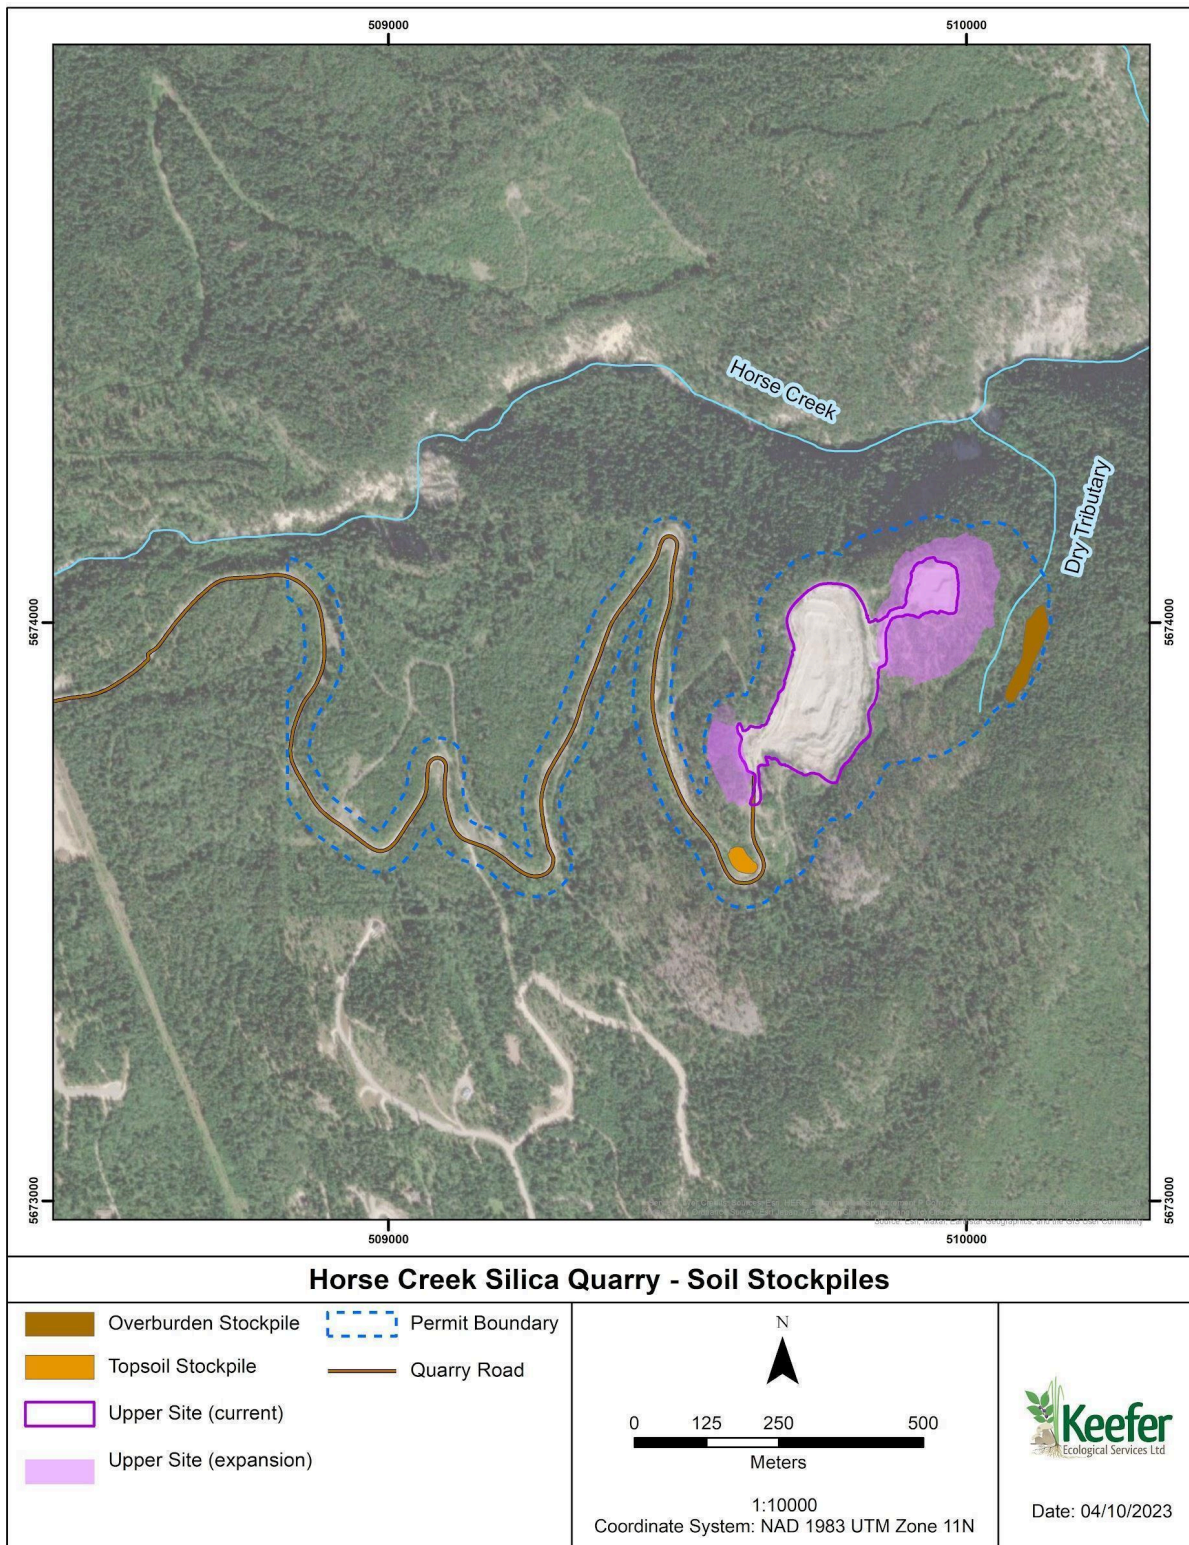 509000
510000
Horse Creek
Dry Tributary
5674000
5674000
5673000
5673000
509000
510000
Horse Creek Silica Quarry - Soil Stockpiles
Overburden Stockpile
Permit Boundary
Topsoil Stockpile
Quarry Road
Upper Site (current)
Upper Site (expansion)
N
0 125 250 500
Meters
1:10000
Coordinate System: NAD 1983 UTM Zone 11N
Keefer
Ecological Services Ltd
Date: 04/10/2023